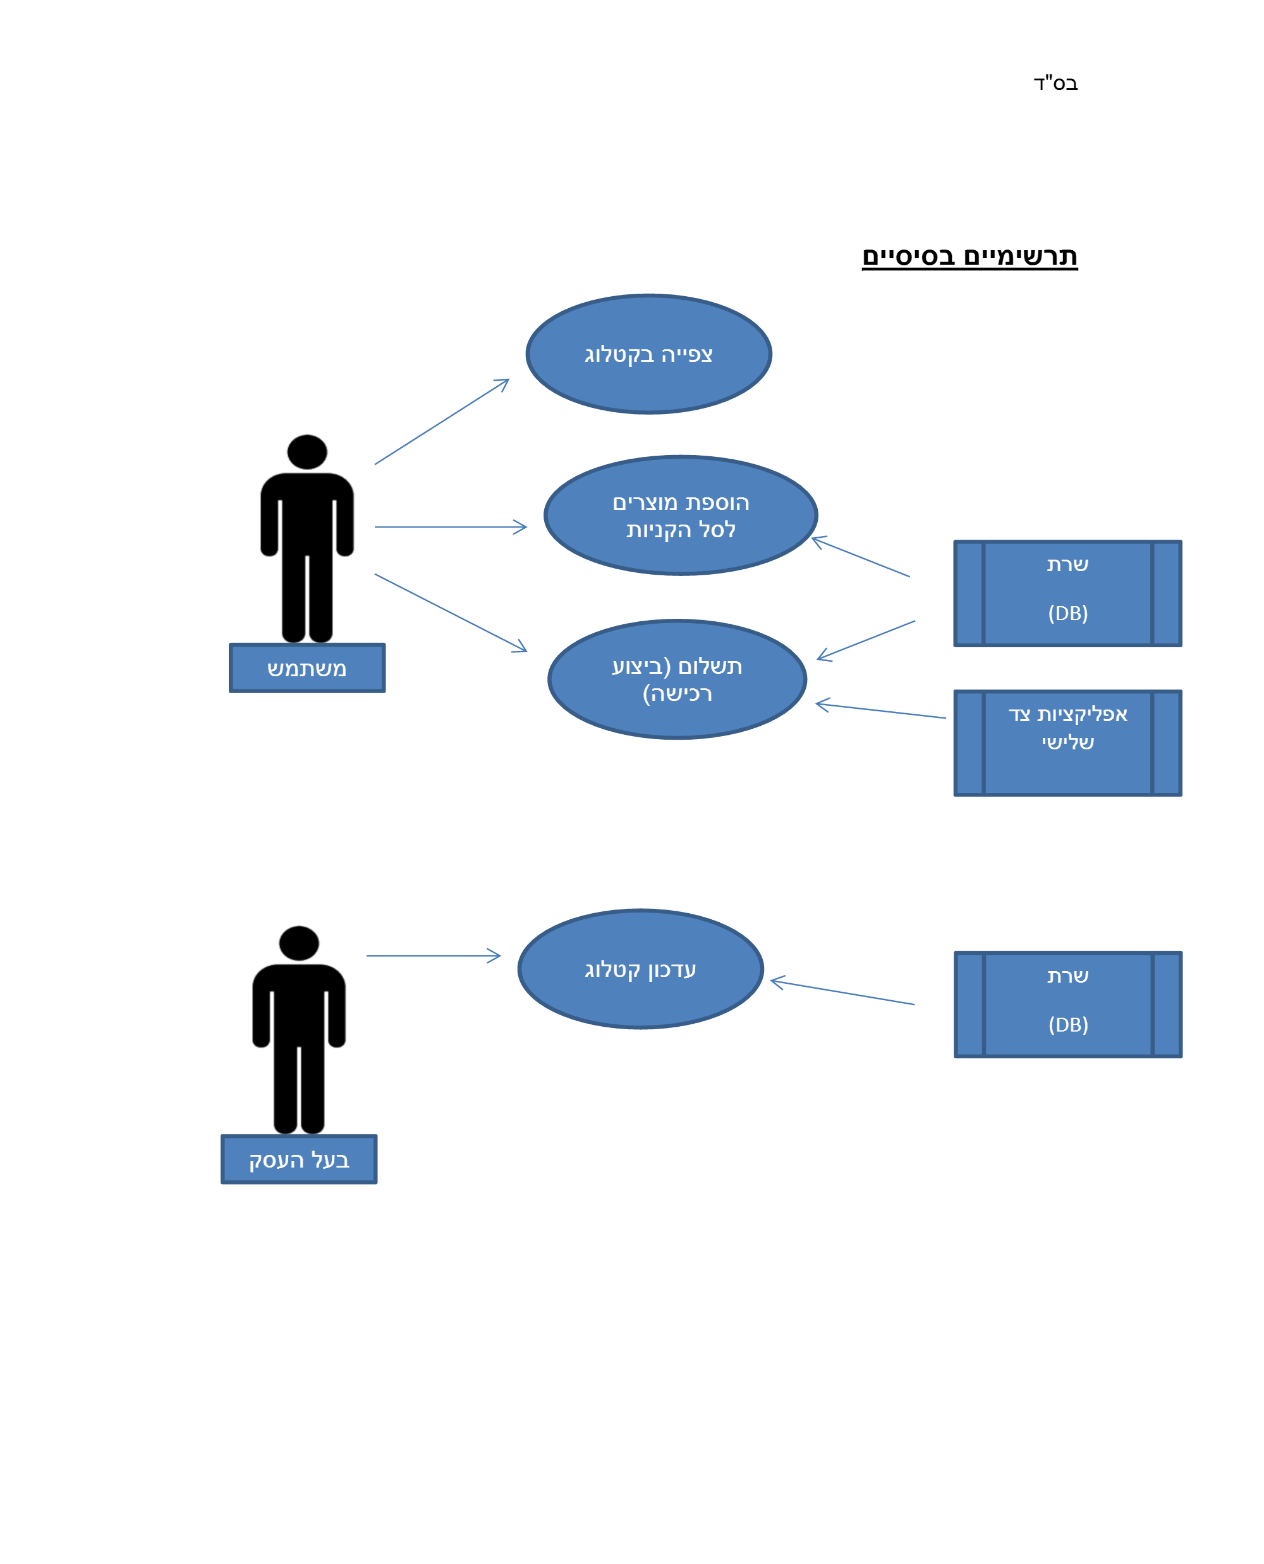 בס"ד
תרשימיים בסיסיים
צפייה בקטלוג
הוספת מוצרים
לסל הקניות
שרת
(DB)
תשלום (ביצוע
רכישה)
משתמש
אפליקציות צד
שלישי
עדכון קטלוג
שרת
(DB)
בעל העסק